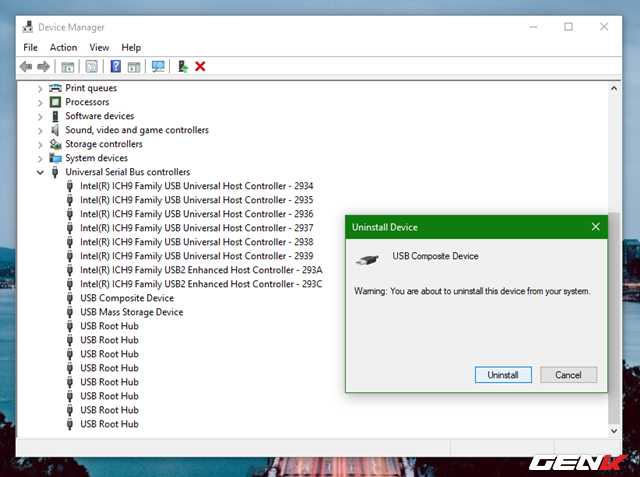 Device Manager
File Action View Help
Print queues
Processors
Software devices
Sound, video and game controllers
Storage controllers
System devices
Universal Serial Bus controllers
Intel(R) ICH9 Family USB Universal Host Controller - 2934
Intel(R) ICH9 Family USB Universal Host Controller - 2935
Intel(R) ICH9 Family USB Universal Host Controller - 2936
Intel(R) ICH9 Family USB Universal Host Controller - 2937
Intel(R) ICH9 Family USB Universal Host Controller - 2938
Intel(R) ICH9 Family USB Universal Host Controller - 2939
Intel(R) ICH9 Family USB2 Enhanced Host Controller - 293A
Intel(R) ICH9 Family USB2 Enhanced Host Controller - 293C
USB Composite Device
USB Mass Storage Device
USB Root Hub
USB Root Hub
USB Root Hub
USB Root Hub
USB Root Hub
USB Root Hub
USB Root Hub
USB Root Hub
Uninstall Device
USB Composite Device
Warning: You are about to uninstall this device from your system.
Uninstall Cancel
GENK